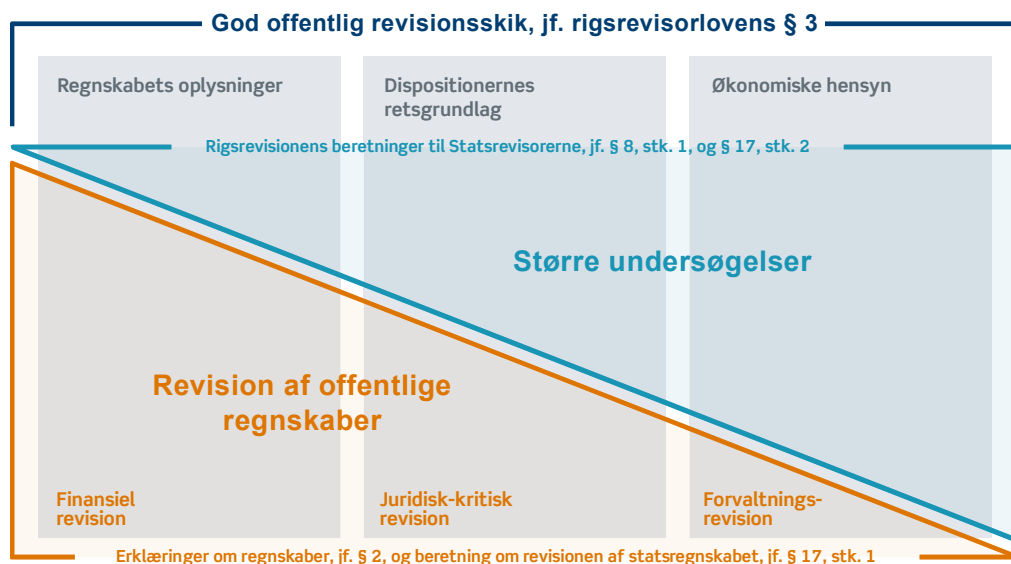 God offentlig revisionsskik, jf. rigsrevisorlovens § 3
Regnskabets oplysninger
Dispositionernes
retsgrundlag
Økonomiske hensyn
Rigsrevisionens beretninger til Statsrevisorerne, jf. § 8, stk. 1, og § 17, stk. 2
Større undersøgelser
Revision af offentlige
regnskaber
Finansiel
revision
Juridisk-kritisk
revision
Forvaltnings-
revision
Erklæringer om regnskaber, jf. § 2, og beretning om revisionen af statsregnskabet, jf. § 17, stk. 1